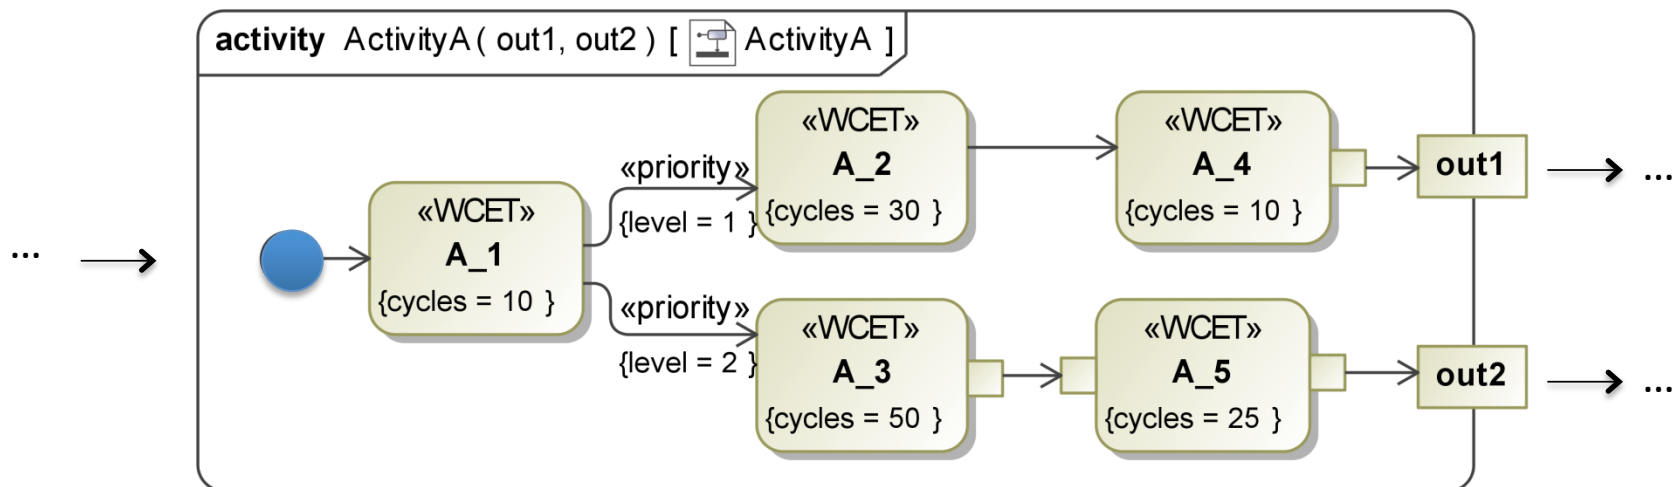 activity ActivityA ( out1, out2 ) [ ActivityA ]
...
«WCET»
A_1
{cycles = 10 }
«priority»
{level = 1 }
«WCET»
A_2
{cycles = 30 }
«WCET»
A_4
{cycles = 10 }
out1
...
«priority»
{level = 2 }
«WCET»
A_3
{cycles = 50 }
«WCET»
A_5
{cycles = 25 }
out2
...